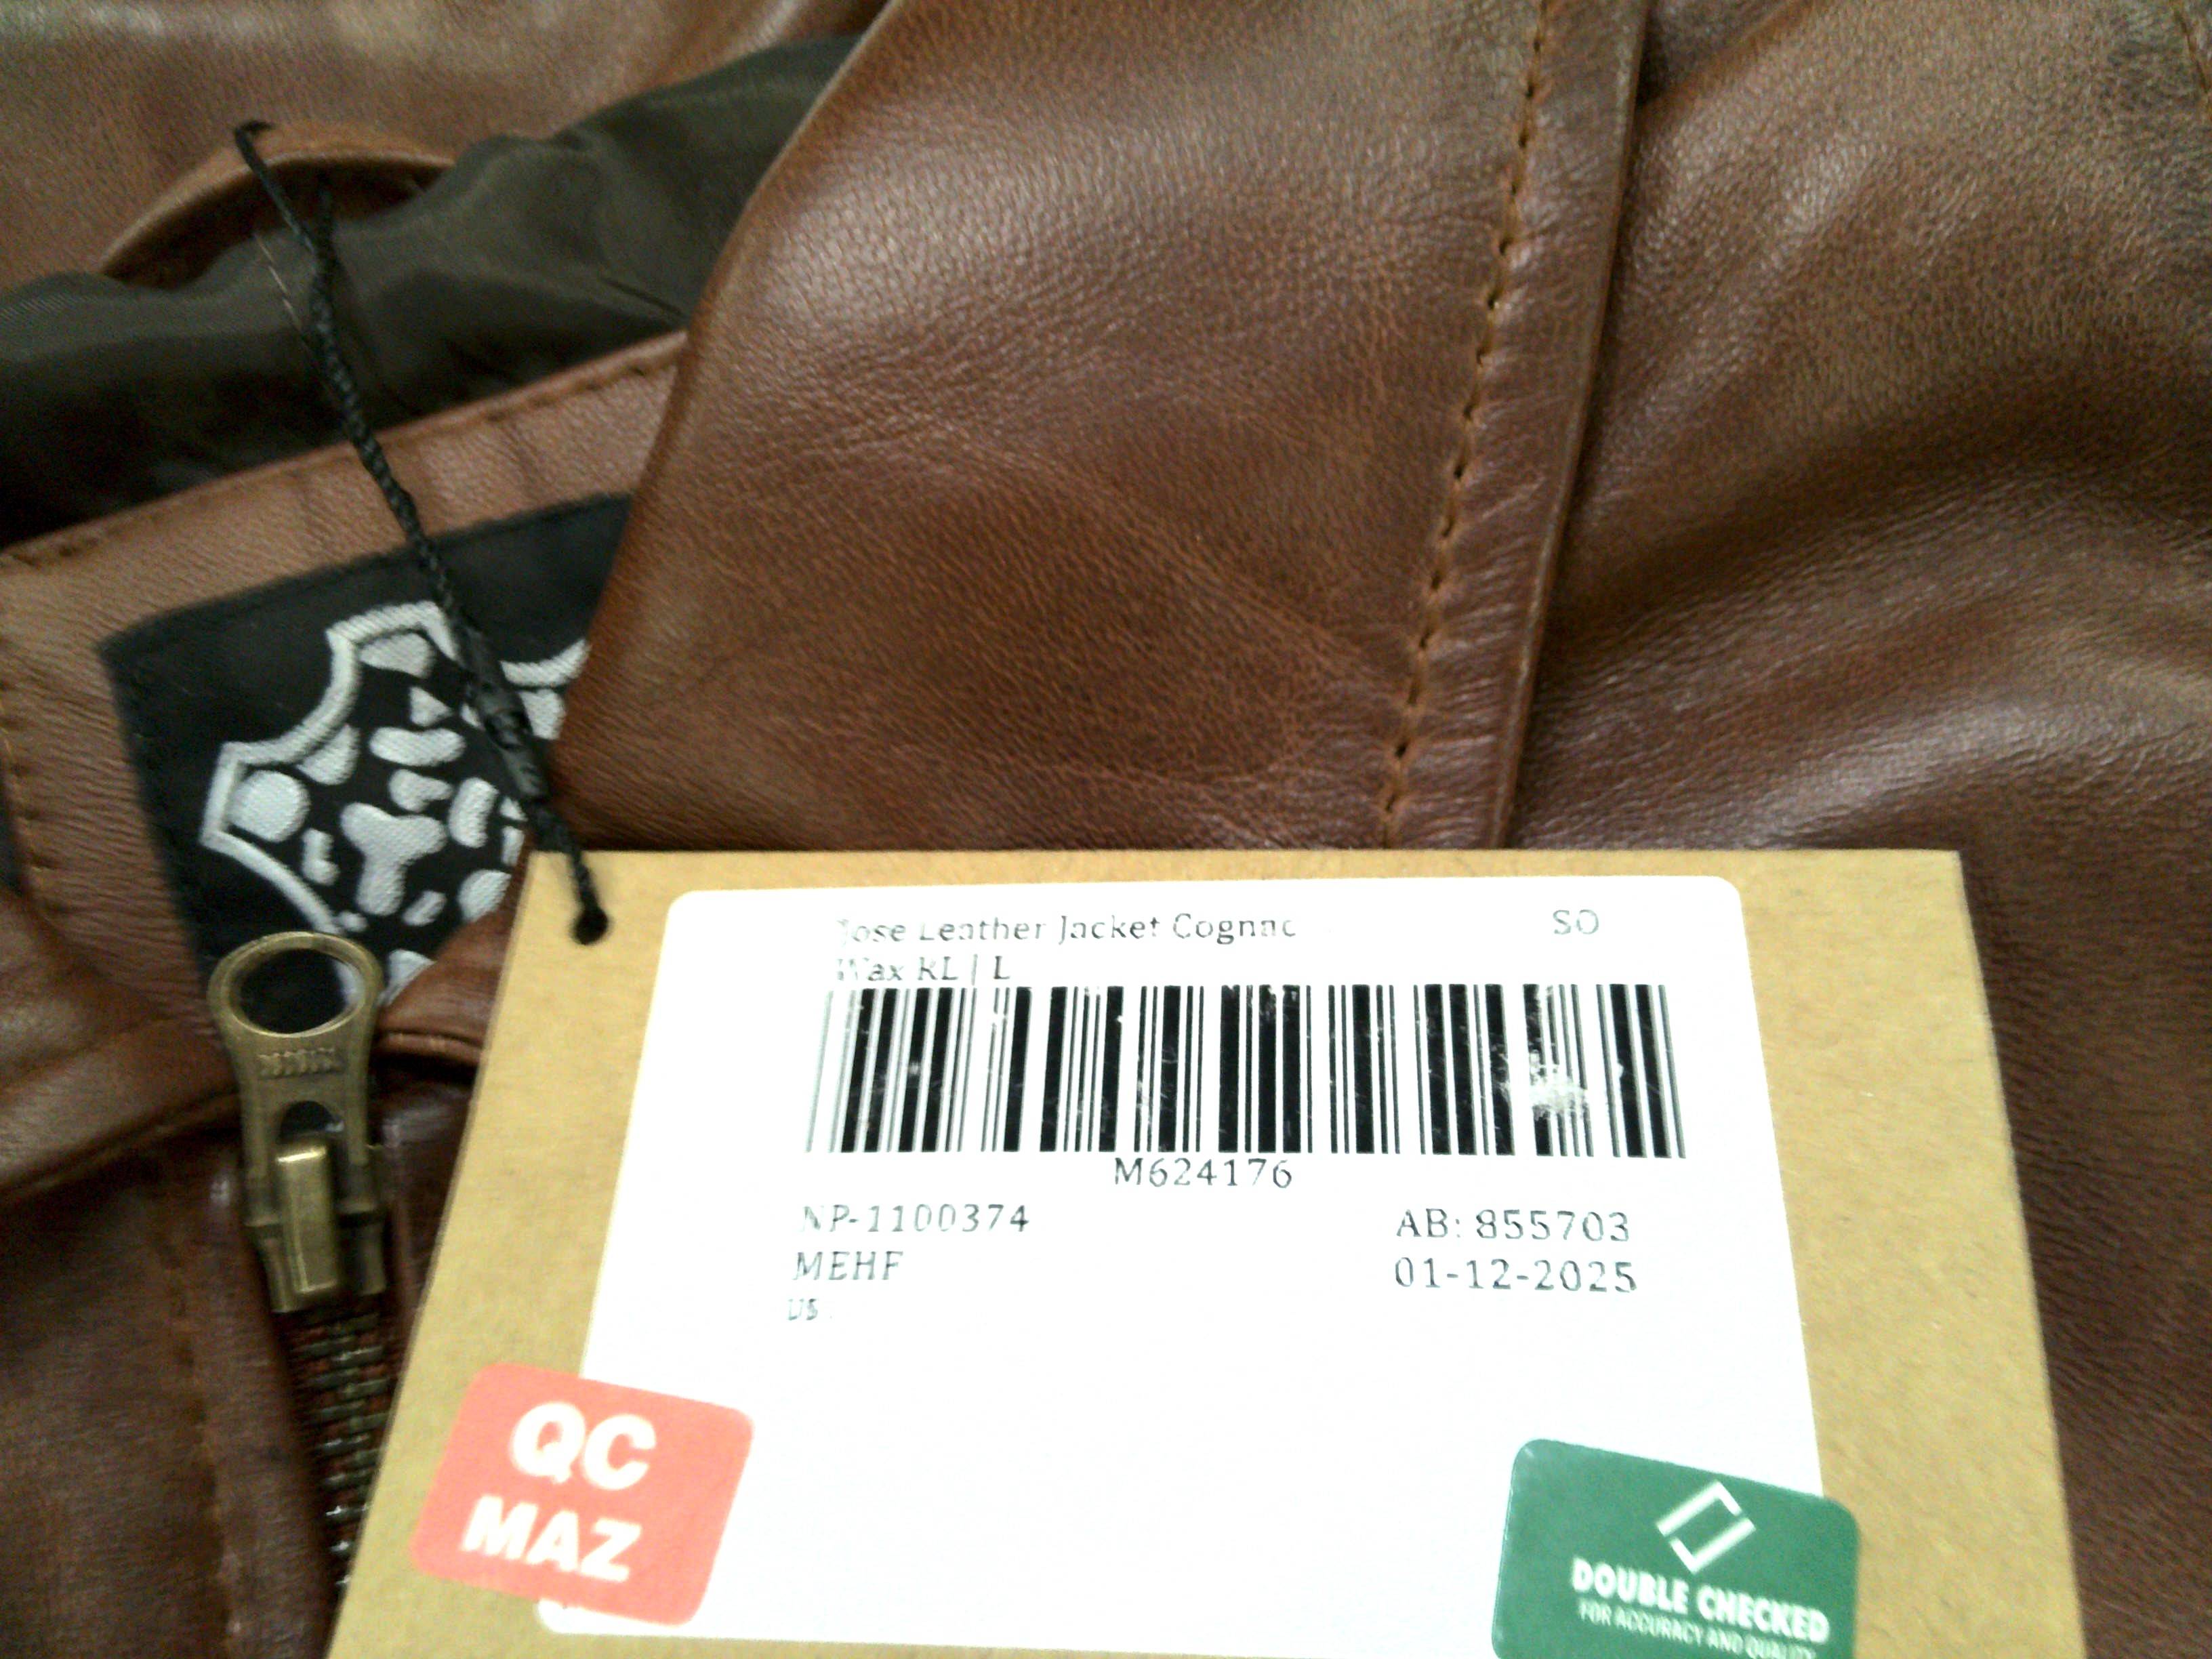 Jose Leather Jacket Cognac SO
Wax KL | L
M624176
NP-1100374 AB: 855703
MEHF 01-12-2025
US
QC
MAZ
DOUBLE CHECKED
FOR ACCURACY AND QUALITY